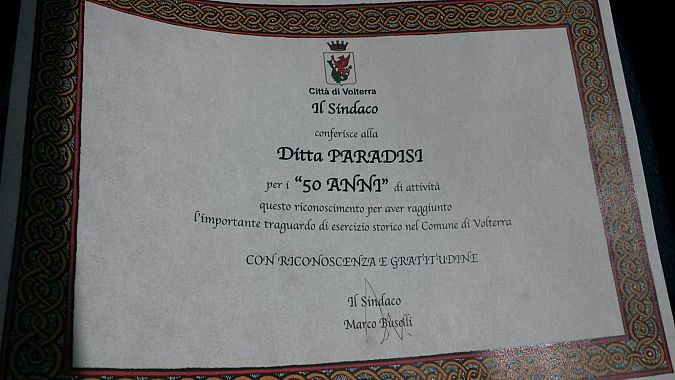 Città di Volterra
Il Sindaco
conferisce alla
Ditta PARADISI
per i "50 ANNI" di attività
questo riconoscimento per aver raggiunto
l'importante traguardo di esercizio storico nel Comune di Volterra
CON RICONOSCENZA E GRATITUDINE
Il Sindaco
Marco Buselli